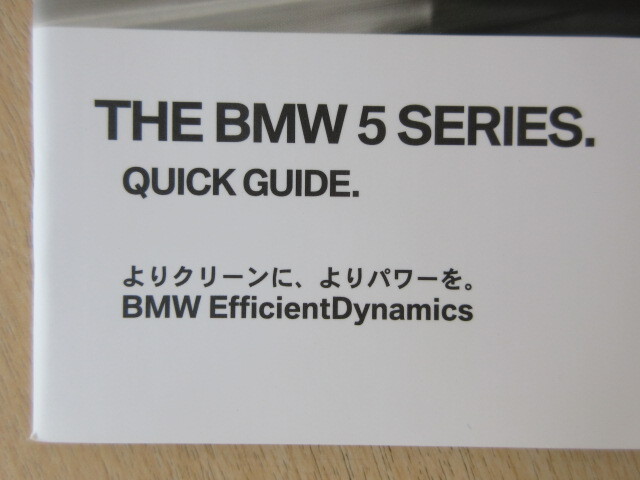 THE BMW 5 SERIES.
QUICK GUIDE.
よりクリーンに、よりパワーを。
BMW EfficientDynamics